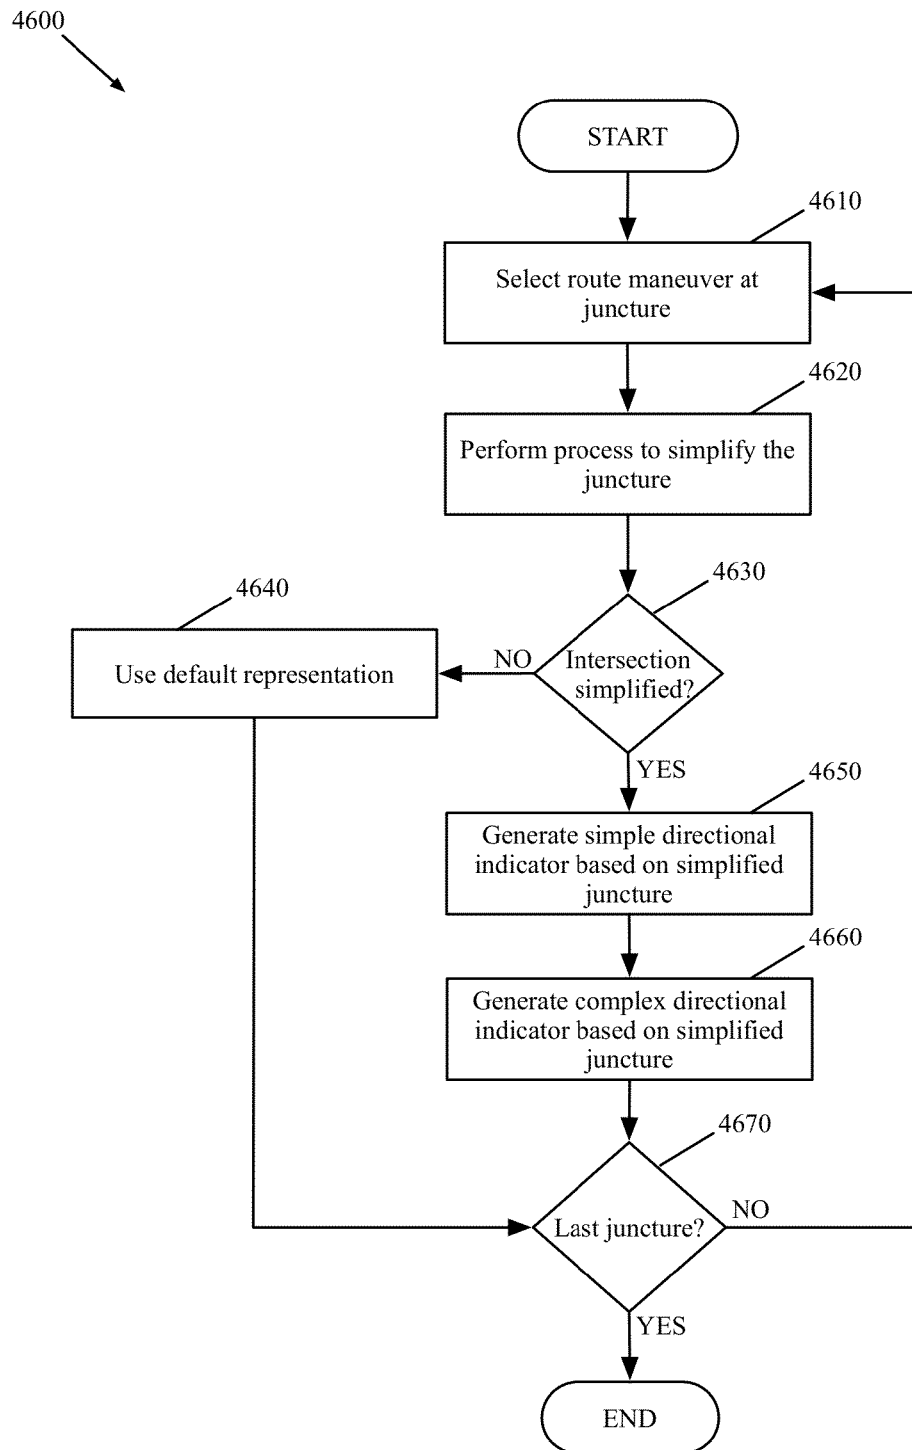 4600
START
4610
Select route maneuver at
juncture
4620
Perform process to simplify the
juncture
4630
4640
Intersection
simplified?
NO
Use default representation
YES
4650
Generate simple directional
indicator based on simplified
juncture
4660
Generate complex directional
indicator based on simplified
juncture
4670
Last juncture?
NO
YES
END